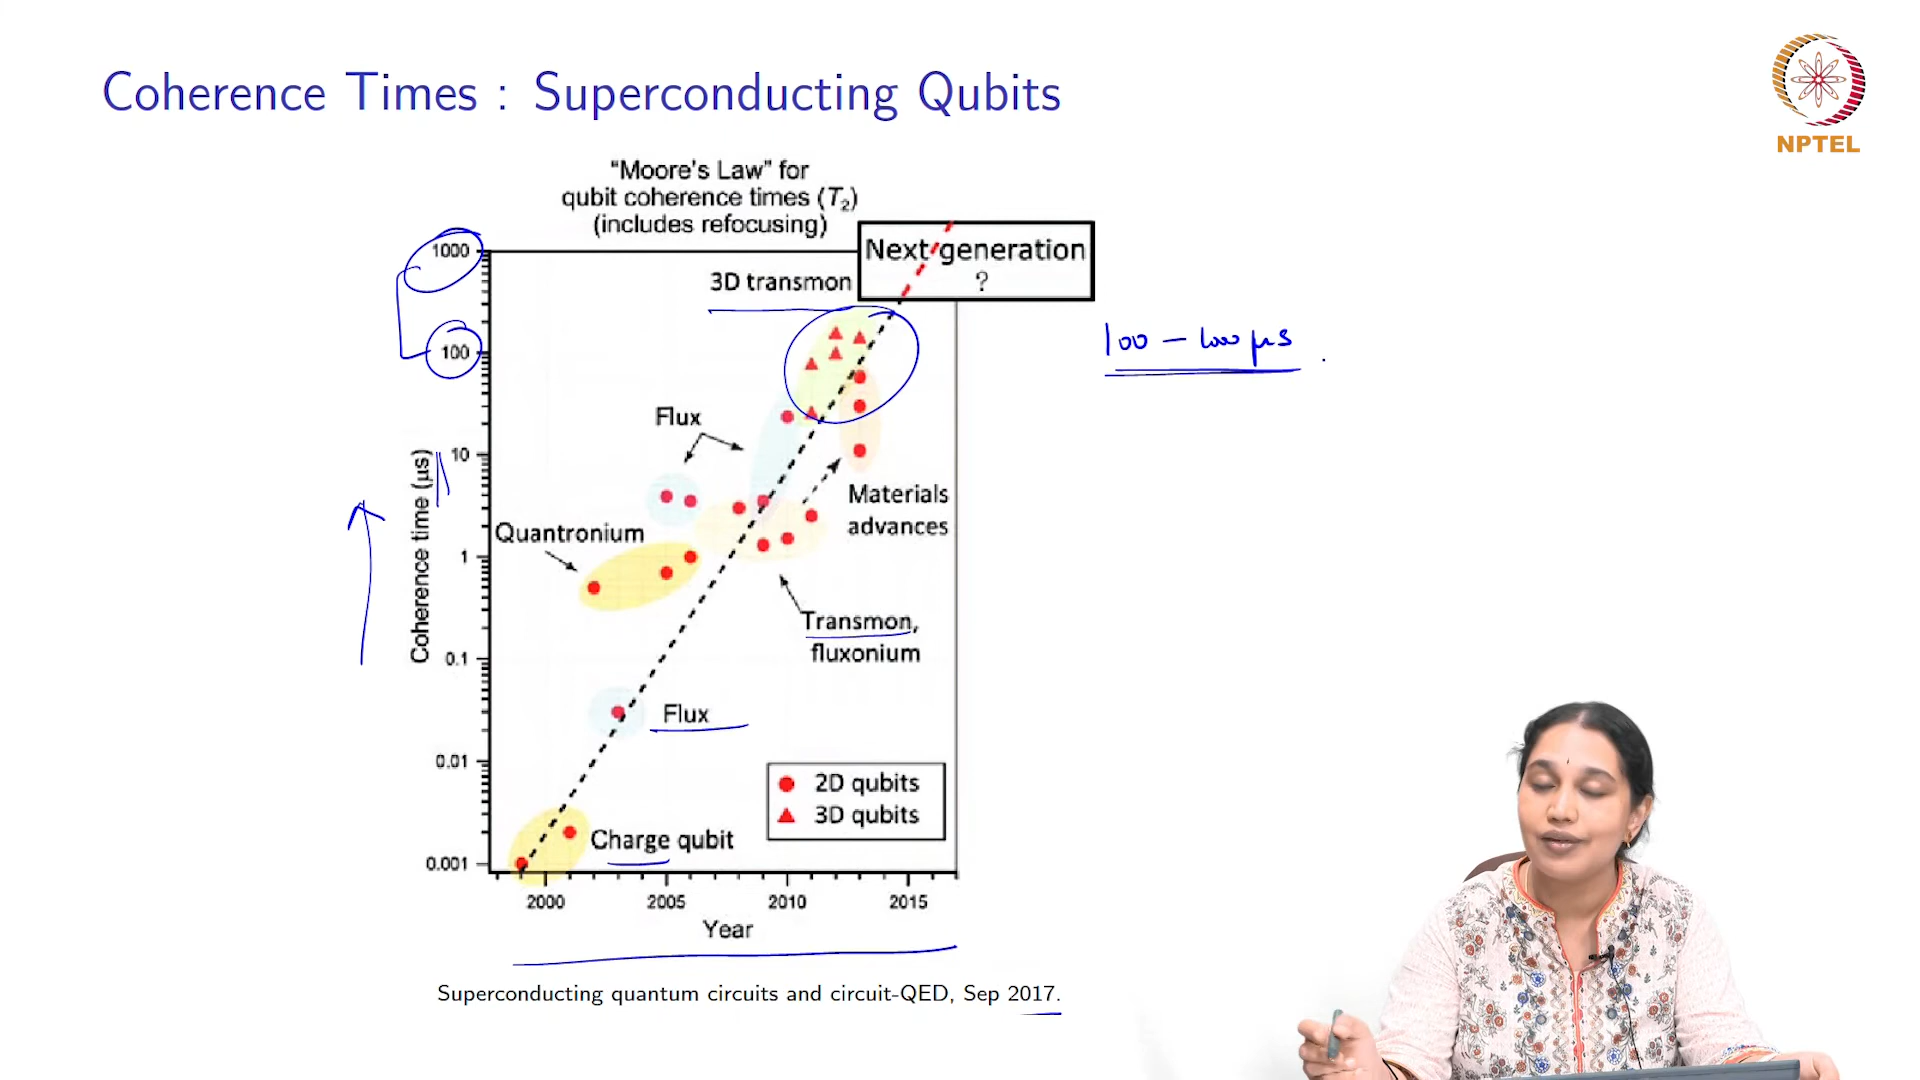 Coherence Times : Superconducting Qubits
NPTEL
"Moore's Law" for
qubit coherence times (T₂)
(includes refocusing)
Next generation
?
3D transmon
1000
100
10
1
0.1
0.01
0.001
100 – 1000 μs
Flux
Coherence time (μs)
Materials
advances
Quantronium
Transmon,
fluxonium
Flux
2D qubits
3D qubits
Charge qubit
2000 2005 2010 2015
Year
Superconducting quantum circuits and circuit-QED, Sep 2017.